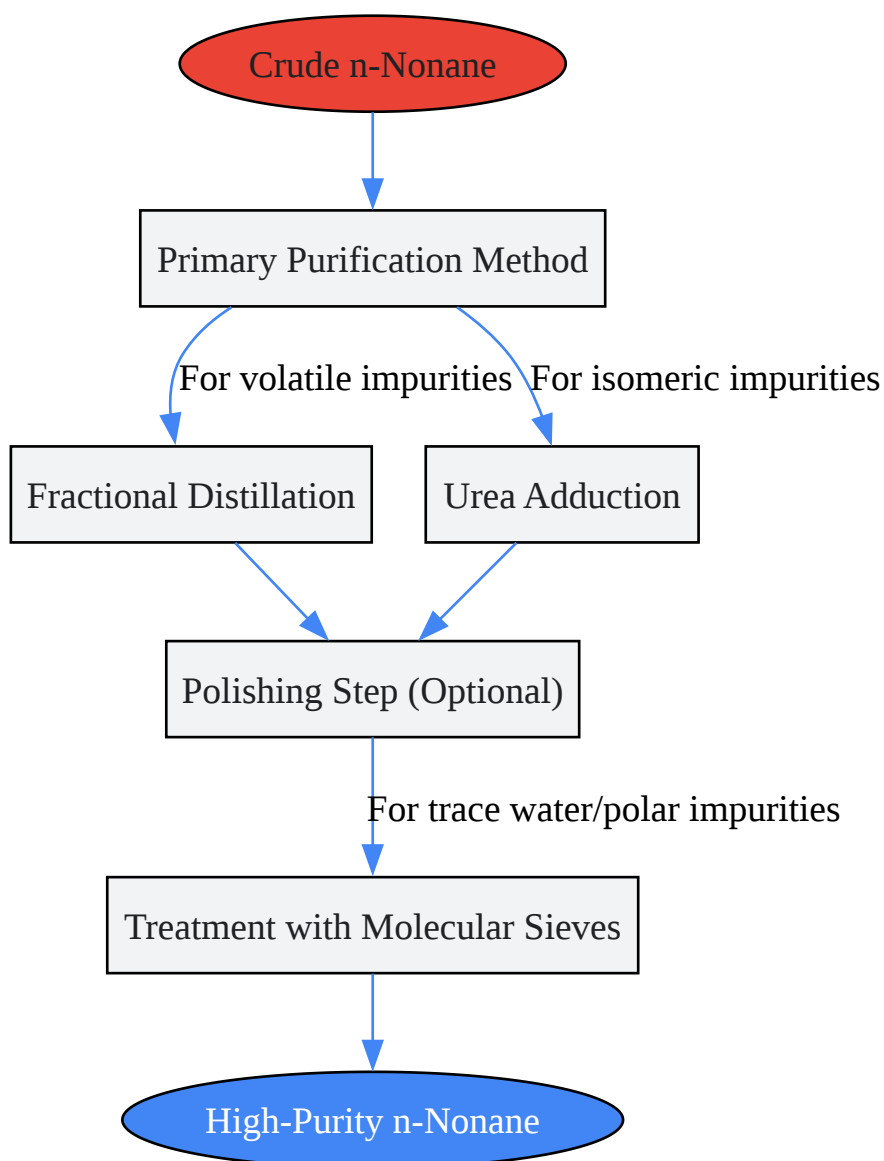 Crude n-Nonane
Primary Purification Method
For volatile impurities
For isomeric impurities
Fractional Distillation
Urea Adduction
Polishing Step (Optional)
For trace water/polar impurities
Treatment with Molecular Sieves
High-Purity n-Nonane